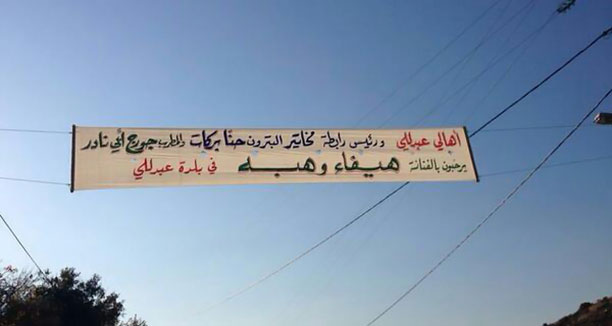 أهالي عبدللي ورئيس رابطة مخاتير البترون حنا بركات والمطرب جورج أبي نادر
يرحبون بالفنانة هيفاء وهبه في بلدة عبدللي